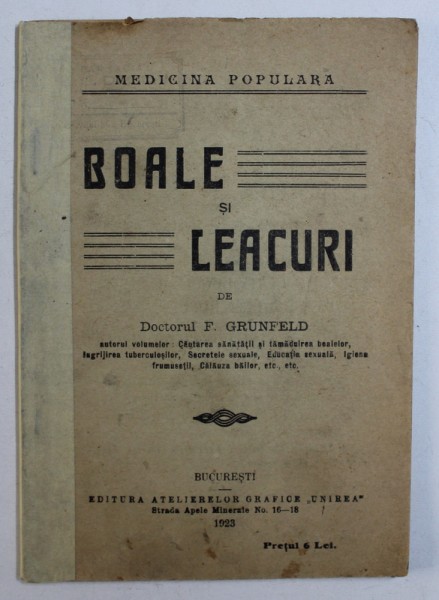 MEDICINA POPULARA
BOALE
ȘI
LEACURI
DE
Doctorul F. GRUNFELD
autorul volumelor: Căutarea sănătății și tămăduirea boalelor,
Îngrijirea tuberculoșilor, Secretele sexuale, Educația sexuală, Igiena
frumuseții, Călăuza băilor, etc., etc.
BUCUREȘTI
EDITURA ATELIERELOR GRAFICE „UNIREA"
Strada Apele Minerale No. 16—18
1923
Prețul 6 Lei.